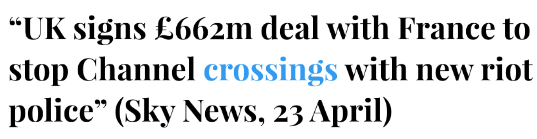 “UK signs £662m deal with France to
stop Channel crossings with new riot
police” (Sky News, 23 April)